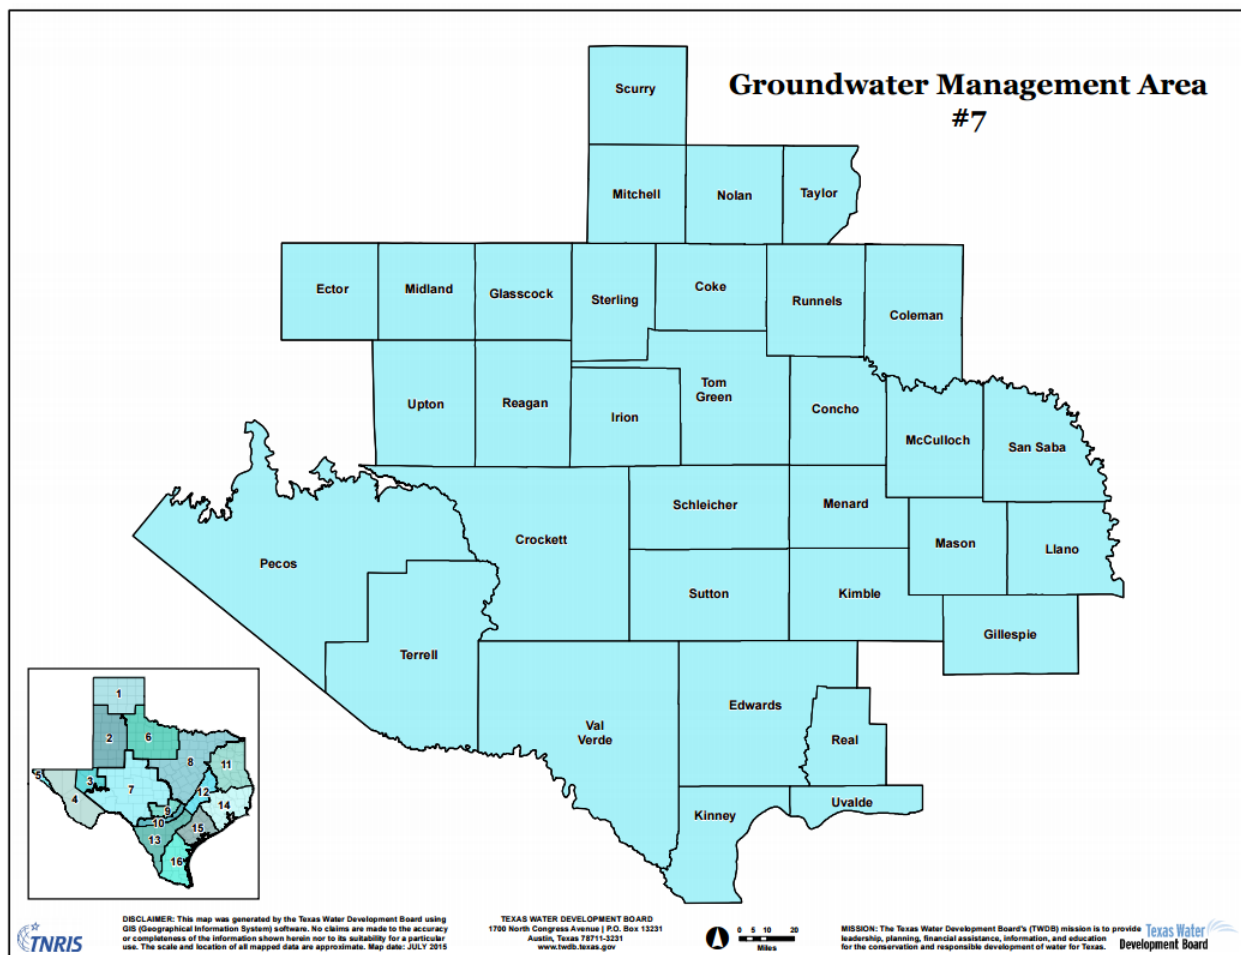 Groundwater Management Area
#7
Scurry
Mitchell
Nolan
Taylor
Ector
Midland
Glasscock
Sterling
Coke
Runnels
Coleman
Upton
Reagan
Irion
Tom
Green
Concho
McCulloch
San Saba
Pecos
Crockett
Schleicher
Menard
Mason
Llano
Sutton
Kimble
Gillespie
Terrell
Val
Verde
Edwards
Real
Kinney
Uvalde
1
2
6
8
11
5
4
3
7
12
14
9
10
15
13
16
TNRIS
DISCLAIMER: This map was generated by the Texas Water Development Board using
GIS (Geographical Information System) software. No claims are made to the accuracy
or completeness of the information shown herein nor to its suitability for a particular
use. The scale and location of all mapped data are approximate. Map date: JULY 2015
TEXAS WATER DEVELOPMENT BOARD
1700 North Congress Avenue | P.O. Box 13231
Austin, Texas 78711-3231
www.twdb.texas.gov
0 5 10 20
Miles
MISSION: The Texas Water Development Board's (TWDB) mission is to provide
leadership, planning, financial assistance, information, and education
for the conservation and responsible development of water for Texas.
Texas Water
Development Board